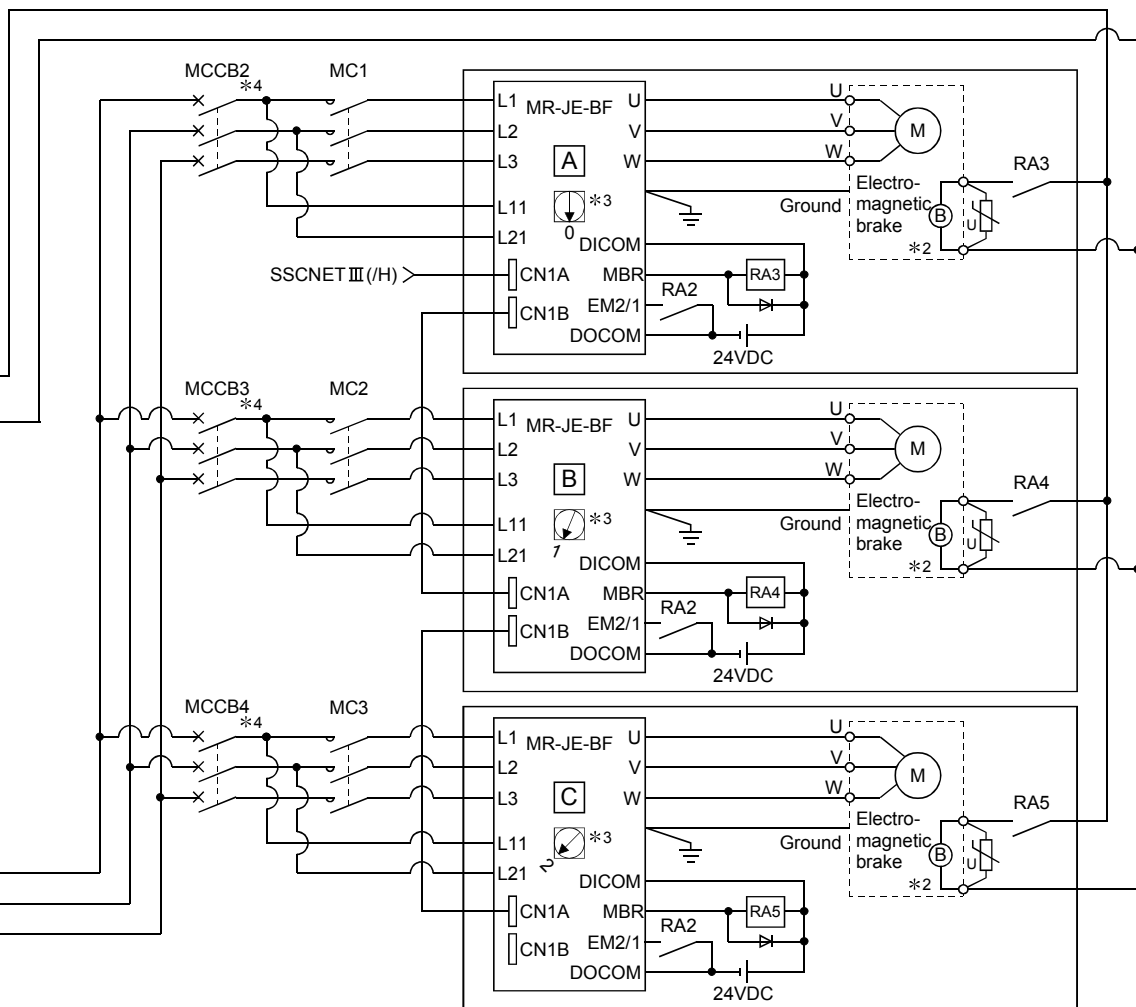 MCCB2
*4
MC1
L1 MR-JE-BF U
L2 V
L3 W
A
*3
0
L11
L21
SSCNETⅢ(/H)
CN1A
CN1B
DICOM
MBR
EM2/1
DOCOM
RA3
RA2
24VDC
Ground
U
V
W
M
Electro-
magnetic
brake
*2
B
U
RA3
MCCB3
*4
MC2
L1 MR-JE-BF U
L2 V
L3 W
B
*3
1
L11
L21
CN1A
CN1B
DICOM
MBR
EM2/1
DOCOM
RA4
RA2
24VDC
Ground
U
V
W
M
Electro-
magnetic
brake
*2
B
U
RA4
MCCB4
*4
MC3
L1 MR-JE-BF U
L2 V
L3 W
C
*3
2
L11
L21
CN1A
CN1B
DICOM
MBR
EM2/1
DOCOM
RA5
RA2
24VDC
Ground
U
V
W
M
Electro-
magnetic
brake
*2
B
U
RA5